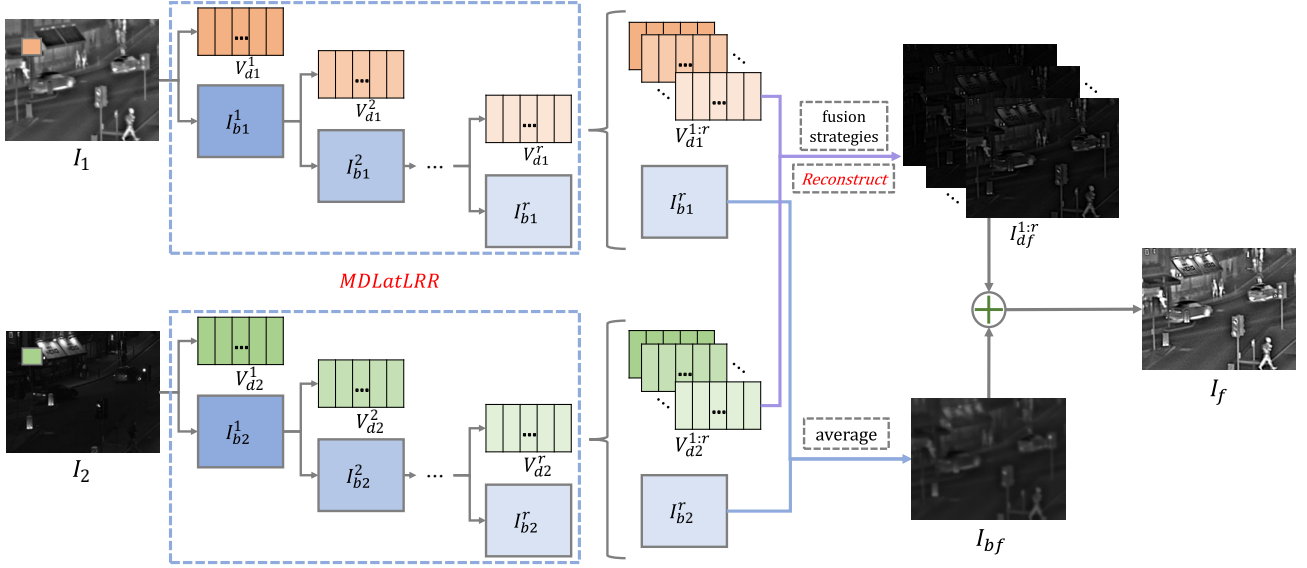 I_1
V_{d1}^1
...
I_{b1}^1
V_{d1}^2
...
I_{b1}^2
...
V_{d1}^r
...
I_{b1}^r
V_{d1}^{1:r}
...
I_{b1}^r
fusion
strategies
Reconstruct
I_{df}^{1:r}
MDLatLRR
I_2
V_{d2}^1
...
I_{b2}^1
V_{d2}^2
...
I_{b2}^2
...
V_{d2}^r
...
I_{b2}^r
V_{d2}^{1:r}
...
I_{b2}^r
average
I_{bf}
+
I_f